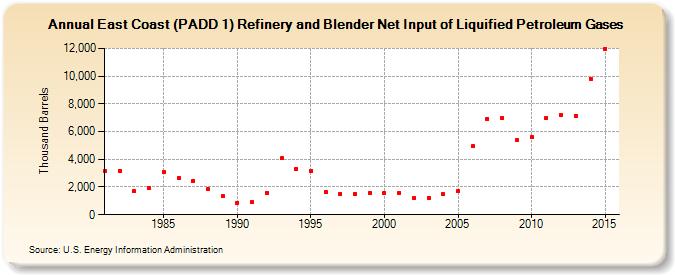 Annual East Coast (PADD 1) Refinery and Blender Net Input of Liquified Petroleum Gases
Thousand Barrels
12,000
10,000
8,000
6,000
4,000
2,000
0
1985 1990 1995 2000 2005 2010 2015
Source: U.S. Energy Information Administration